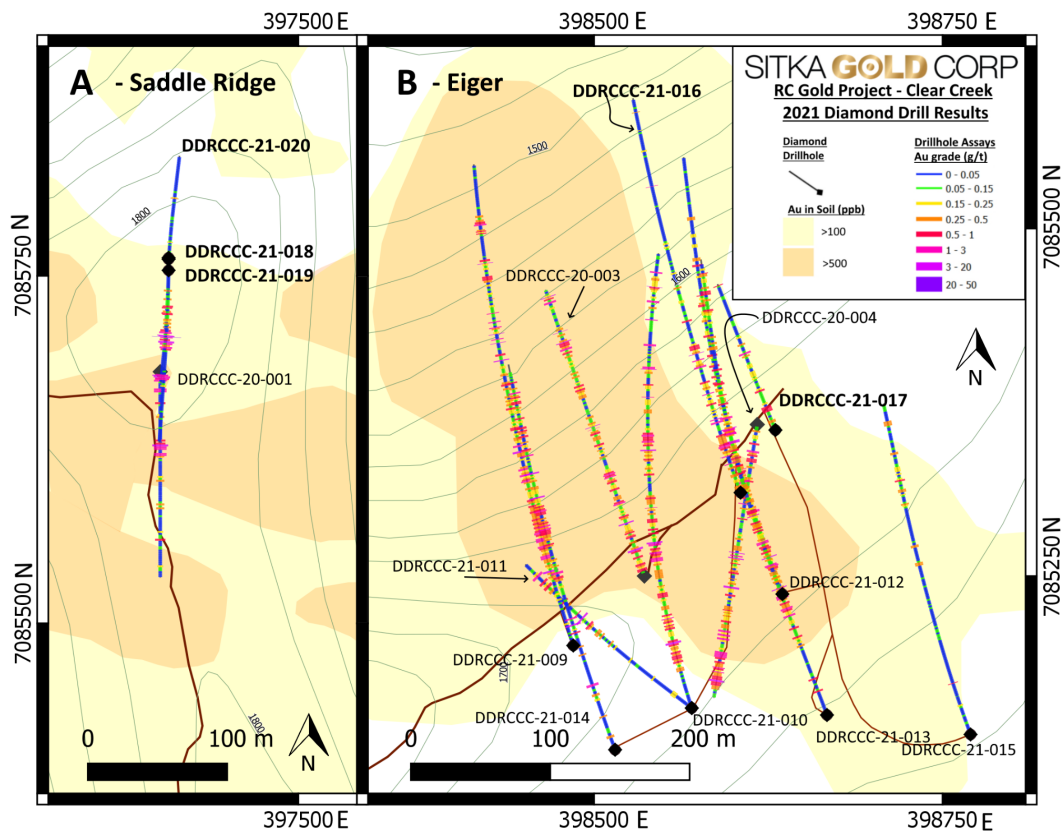 397500 E
398500 E
398750 E
A - Saddle Ridge
B - Eiger
SITKA GOLD CORP
RC Gold Project - Clear Creek
2021 Diamond Drill Results
Diamond
Drillhole
Au in Soil (ppb)
>100
>500
Drillhole Assays
Au grade (g/t)
0 - 0.05
0.05 - 0.15
0.15 - 0.25
0.25 - 0.5
0.5 - 1
1 - 3
3 - 20
20 - 50
DDRCCC-21-016
DDRCCC-21-020
1500
1800
7085500 N
DDRCCC-21-018
DDRCCC-21-019
7085750 N
DDRCCC-20-003
1600
DDRCCC-20-004
N
DDRCCC-20-001
DDRCCC-21-017
DDRCCC-21-011
7085250 N
DDRCCC-21-012
7085500 N
DDRCCC-21-009
1700
DDRCCC-21-014
DDRCCC-21-010
DDRCCC-21-013
DDRCCC-21-015
1800
0 100 m
N
0 100 200 m
397500 E
398500 E
398750 E